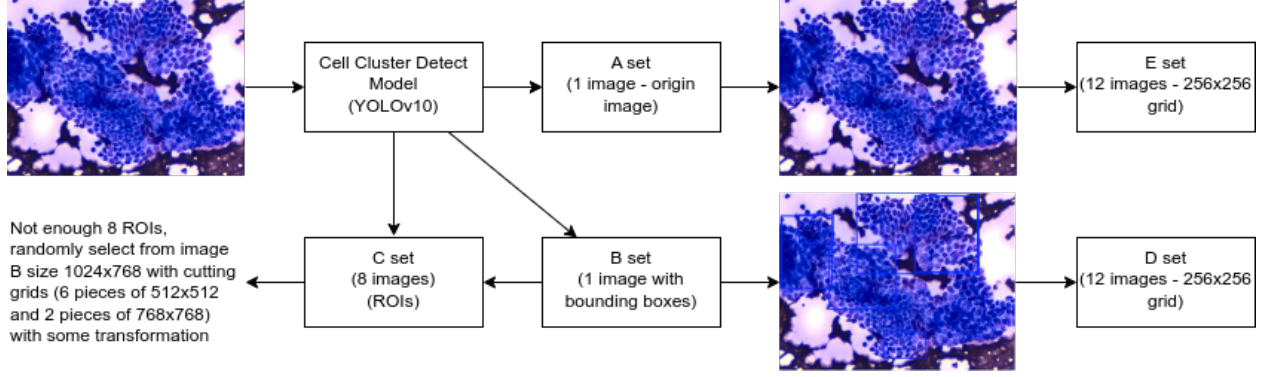 Cell Cluster Detect
Model
(YOLOv10)
A set
(1 image - origin
image)
E set
(12 images - 256x256
grid)
Not enough 8 ROIs,
randomly select from image
B size 1024x768 with cutting
grids (6 pieces of 512x512
and 2 pieces of 768x768)
with some transformation
C set
(8 images)
(ROIs)
B set
(1 image with
bounding boxes)
D set
(12 images - 256x256
grid)